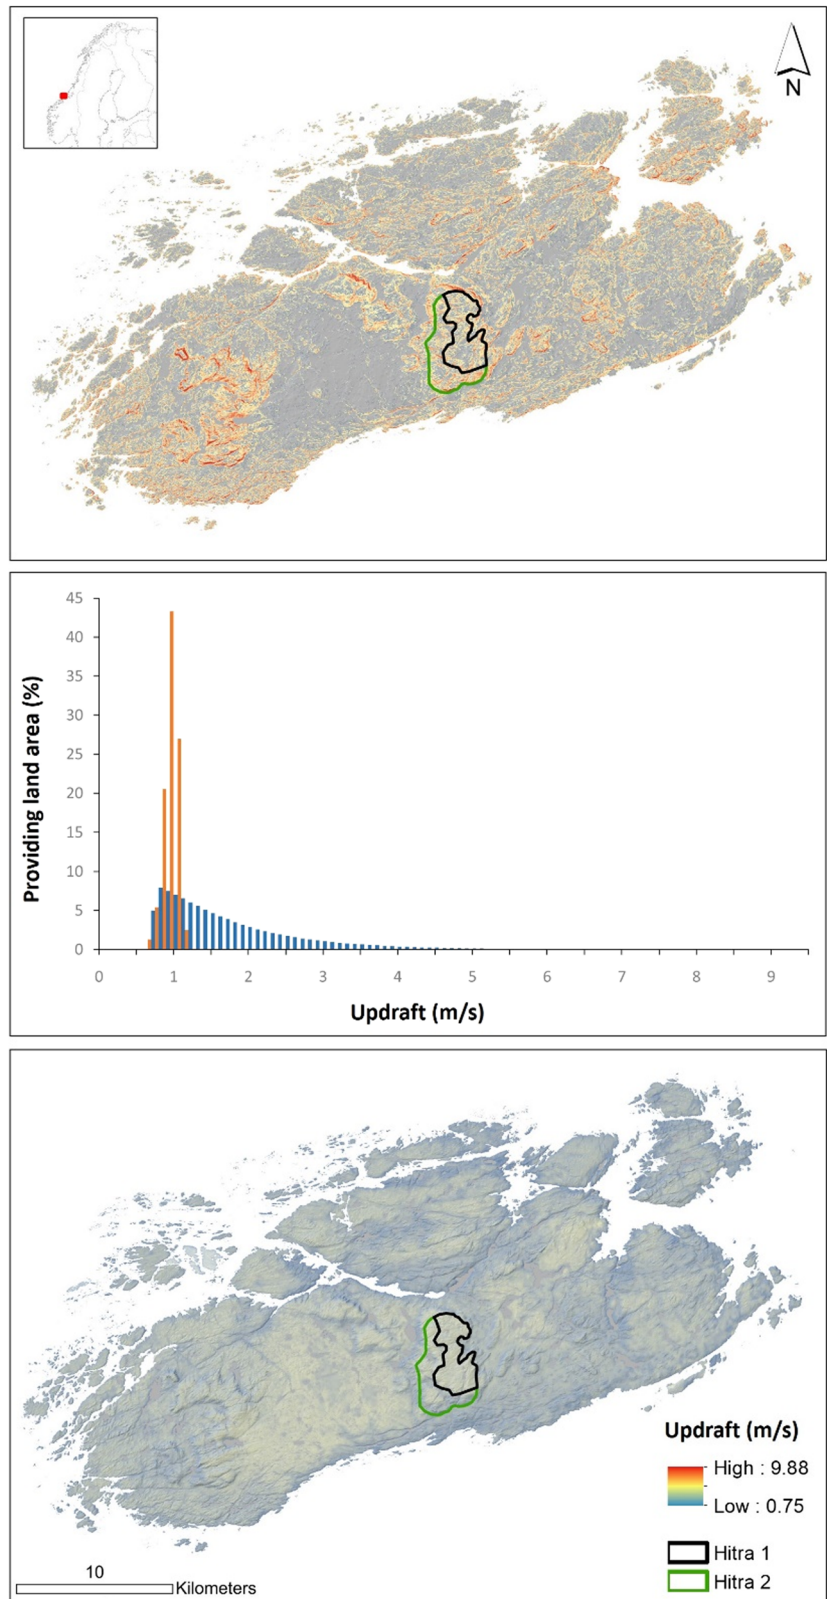 N
45
40
35
30
25
20
15
10
5
0
Providing land area (%)
0 1 2 3 4 5 6 7 8 9
Updraft (m/s)
Updraft (m/s)
High : 9.88
Low : 0.75
Hitra 1
Hitra 2
10
Kilometers